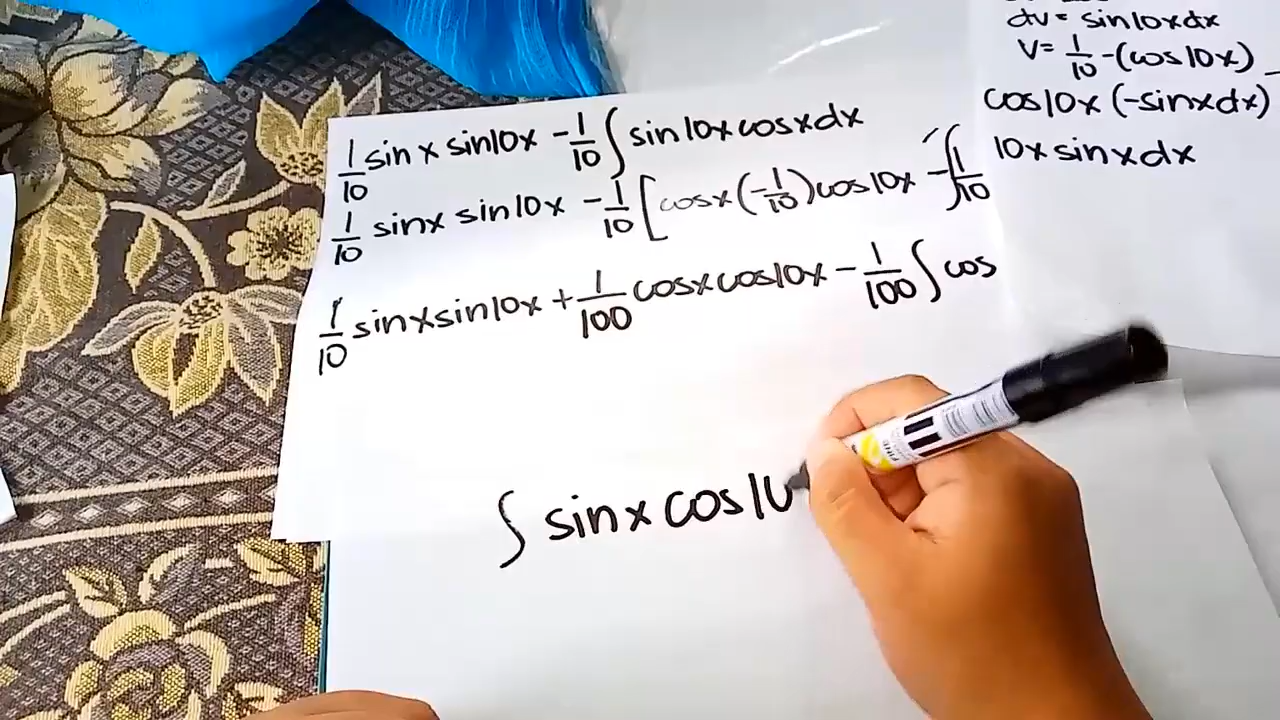 dv = sin10xdx
v = 1/10 -(cos10x)
cos10x (-sinxdx)
10x sinxdx
1/10 sinx sin10x - 1/10 ∫ sin10x cosxdx
1/10 sinx sin10x - 1/10 [cosx(-1/10)cos10x - ∫ 1/10
1/10 sinx sin10x + 1/100 cosx cos10x - 1/100 ∫ cos
∫ sinx cos10